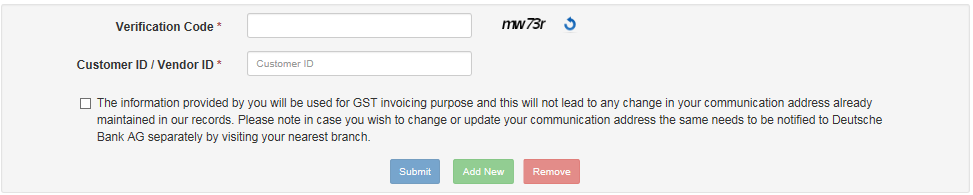 Verification Code * mw73r
Customer ID / Vendor ID * Customer ID
The information provided by you will be used for GST invoicing purpose and this will not lead to any change in your communication address already
maintained in our records. Please note in case you wish to change or update your communication address the same needs to be notified to Deutsche
Bank AG separately by visiting your nearest branch.
Submit Add New Remove